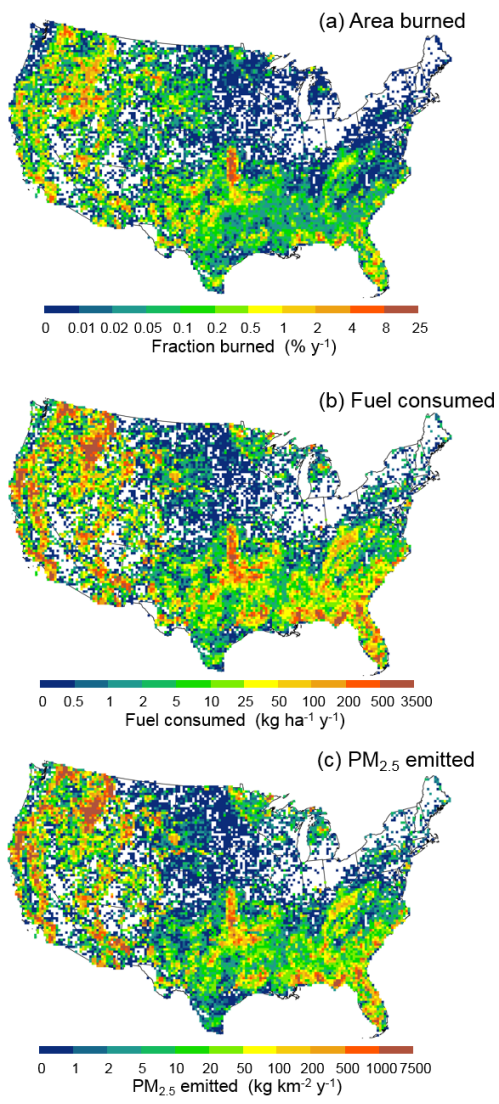 (a) Area burned
0 0.01 0.02 0.05 0.1 0.2 0.5 1 2 4 8 25
Fraction burned (% y⁻¹)
(b) Fuel consumed
0 0.5 1 2 5 10 25 50 100 200 500 3500
Fuel consumed (kg ha⁻¹ y⁻¹)
(c) PM₂.₅ emitted
0 1 2 5 10 20 50 100 200 500 1000 7500
PM₂.₅ emitted (kg km⁻² y⁻¹)